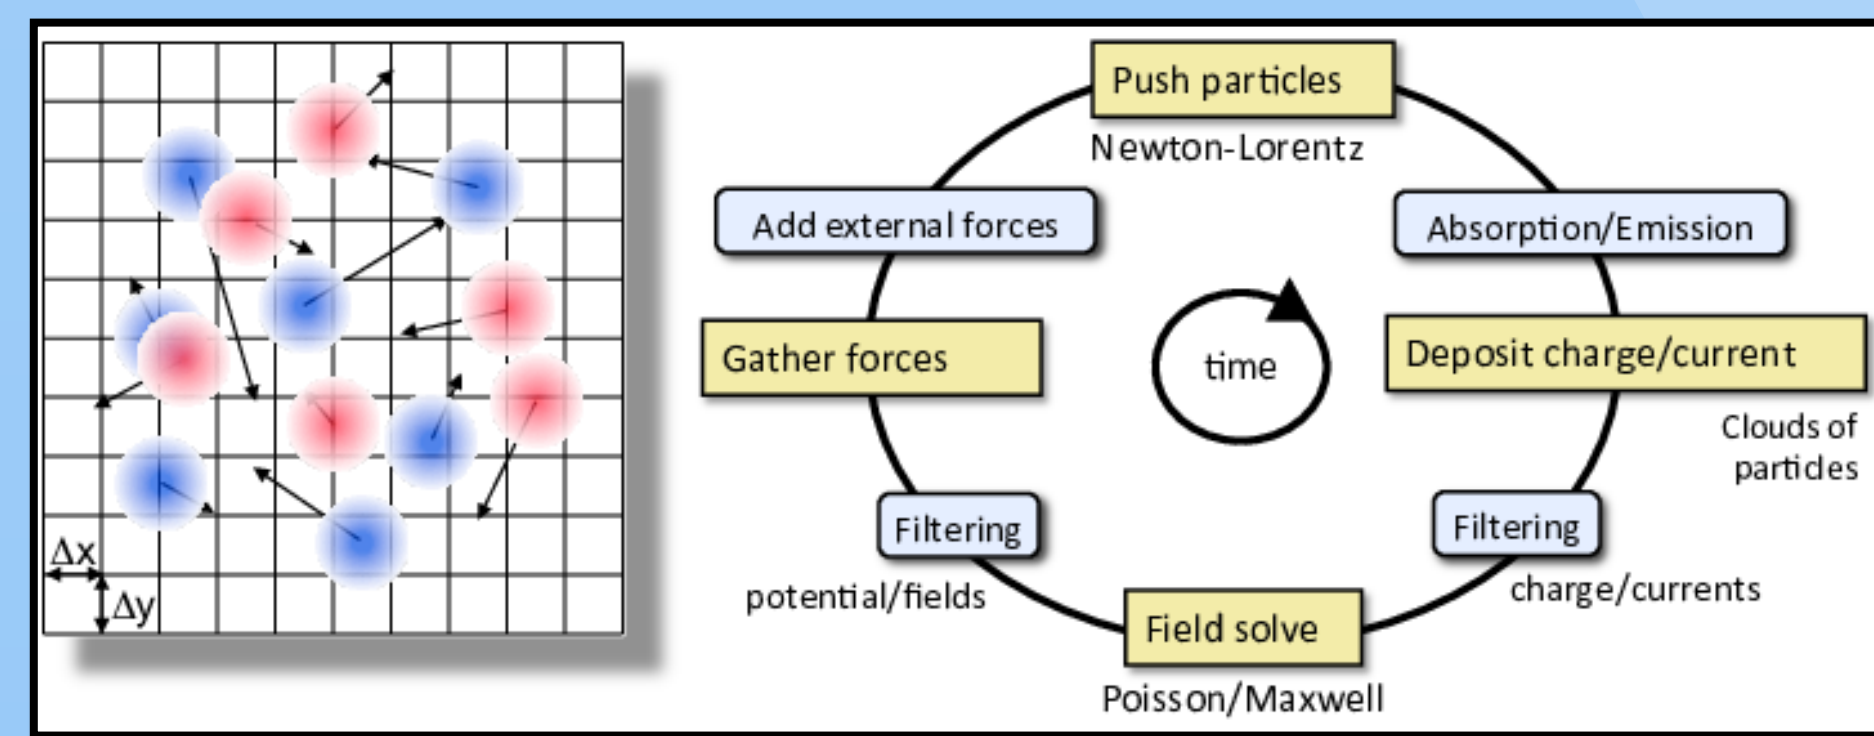 Δx
Δy
Push particles
Newton-Lorentz
Add external forces
Absorption/Emission
Gather forces
time
Deposit charge/current
Clouds of
particles
Filtering
Filtering
potential/fields
charge/currents
Field solve
Poisson/Maxwell